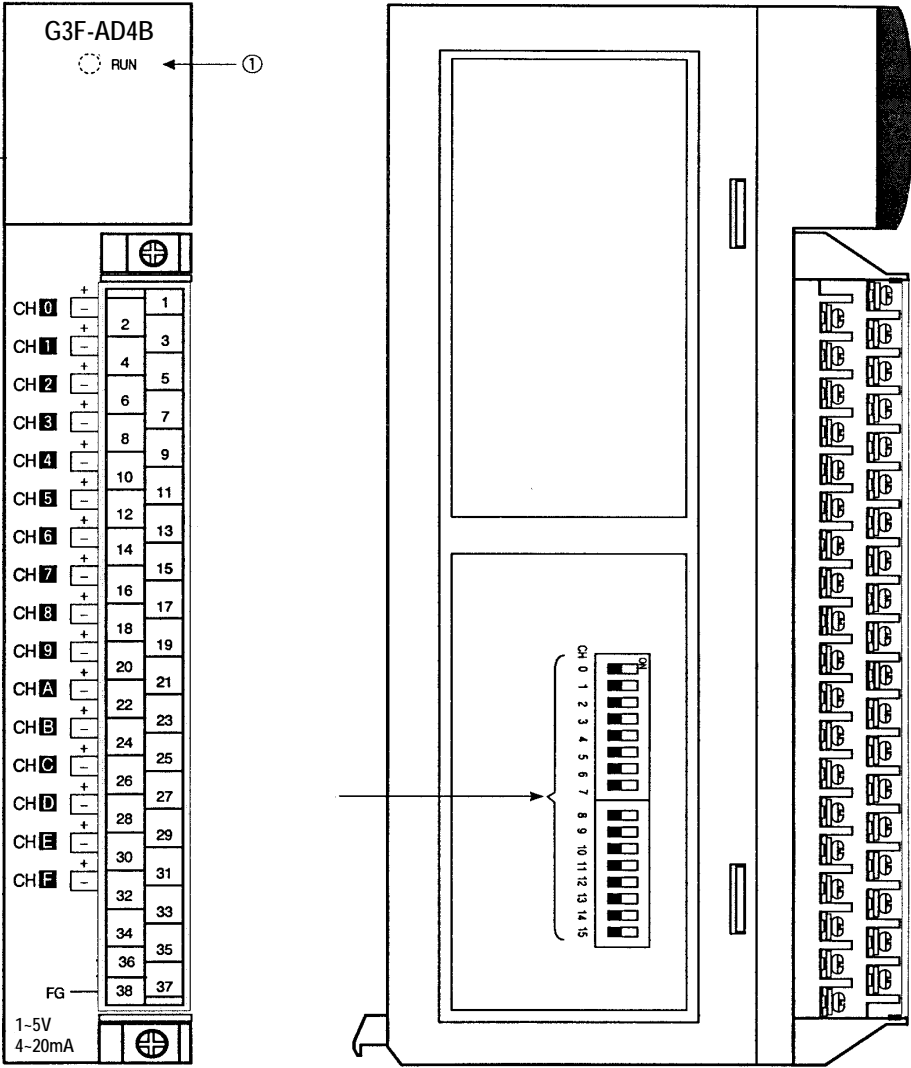 G3F-AD4B
RUN
①
CH 0 + −
CH 1 + −
CH 2 + −
CH 3 + −
CH 4 + −
CH 5 + −
CH 6 + −
CH 7 + −
CH 8 + −
CH 9 + −
CH A + −
CH B + −
CH C + −
CH D + −
CH E + −
CH F + −
1
2
3
4
5
6
7
8
9
10
11
12
13
14
15
16
17
18
19
20
21
22
23
24
25
26
27
28
29
30
31
32
33
34
35
36
37
FG 38
1~5V
4~20mA
ON
CH 0 1 2 3 4 5 6 7 8 9 10 11 12 13 14 15